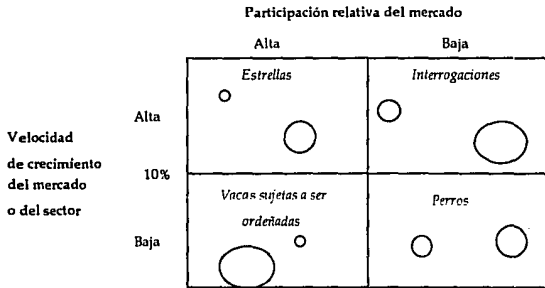 Participación relativa del mercado
Alta
Baja
Estrellas
Interrogaciones
Alta
Velocidad
de crecimiento
del mercado
o del sector
10%
Vacas sujetas a ser
ordeñadas
Perros
Baja